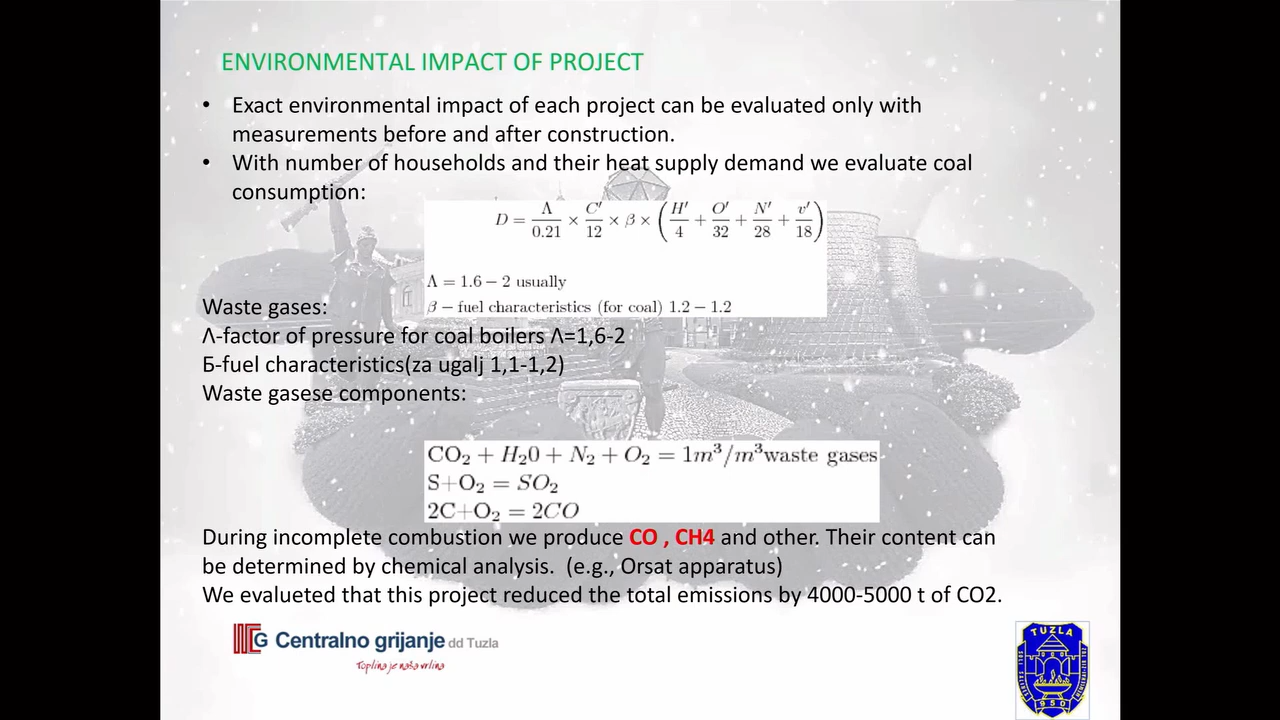 ENVIRONMENTAL IMPACT OF PROJECT
• Exact environmental impact of each project can be evaluated only with
measurements before and after construction.
• With number of households and their heat supply demand we evaluate coal
consumption:
D = Λ/0.21 × C′/12 × β × (H′/4 + O′/32 + N′/28 + v′/18)
Λ = 1.6 − 2 usually
β − fuel characteristics (for coal) 1.2 − 1.2
Waste gases:
Λ-factor of pressure for coal boilers Λ=1,6-2
Б-fuel characteristics(za ugalj 1,1-1,2)
Waste gasese components:
CO₂ + H₂0 + N₂ + O₂ = 1m³/m³waste gases
S+O₂ = SO₂
2C+O₂ = 2CO
During incomplete combustion we produce CO , CH4 and other. Their content can
be determined by chemical analysis. (e.g., Orsat apparatus)
We evalueted that this project reduced the total emissions by 4000-5000 t of CO2.
G Centralno grijanje dd Tuzla
Toplina je naša vrlina
TUZLA
950